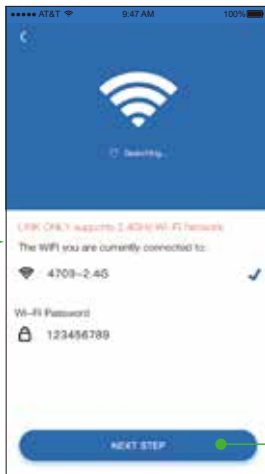 AT&T 9:47 AM 100%
Searching...
LINK ONLY supports 2.4GHz Wi-Fi Network
The WiFi you are currently connected to:
4709-2.4G
Wi-Fi Password
123456789
NEXT STEP